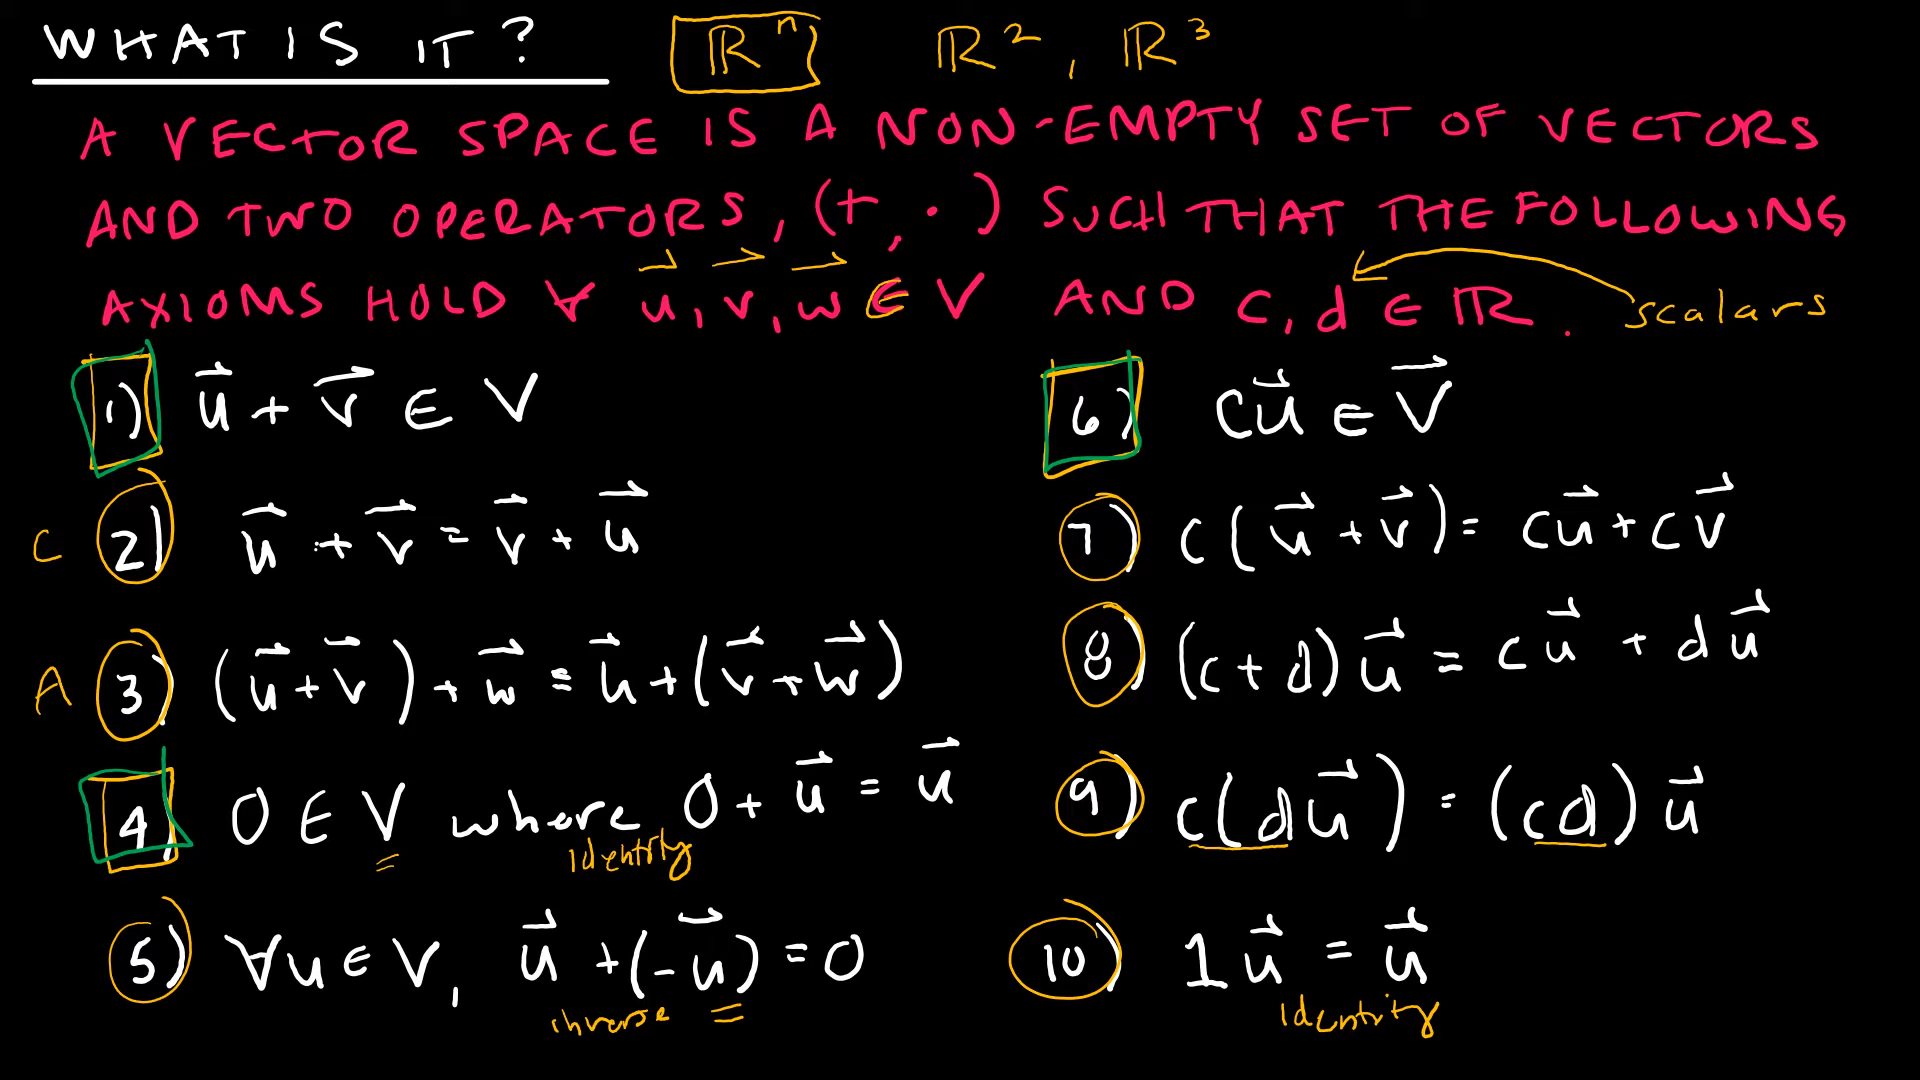 WHAT IS IT? ℝⁿ ℝ², ℝ³
A VECTOR SPACE IS A NON-EMPTY SET OF VECTORS
AND TWO OPERATORS, (+, ·) SUCH THAT THE FOLLOWING
AXIOMS HOLD ∀ u⃗, v⃗, w⃗ ∈ V AND c, d ∈ ℝ. scalars
1) u⃗ + v⃗ ∈ V
C 2) u⃗ + v⃗ = v⃗ + u⃗
A 3) (u⃗ + v⃗) + w⃗ = u⃗ + (v⃗ + w⃗)
4) 0 ∈ V where 0 + u⃗ = u⃗
identity
5) ∀u ∈ V, u⃗ + (-u⃗) = 0
inverse
6) cu⃗ ∈ V⃗
7) c(u⃗ + v⃗) = cu⃗ + cv⃗
8) (c + d)u⃗ = cu⃗ + du⃗
9) c(du⃗) = (cd)u⃗
10) 1u⃗ = u⃗
identity